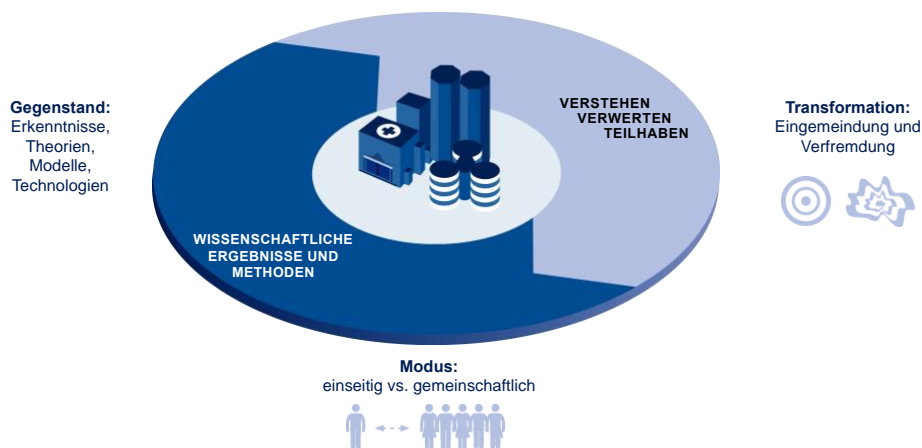 Gegenstand:
Erkenntnisse,
Theorien,
Modelle,
Technologien
VERSTEHEN
VERWERTEN
TEILHABEN
Transformation:
Eingemeindung und
Verfremdung
WISSENSCHAFTLICHE
ERGEBNISSE UND
METHODEN
Modus:
einseitig vs. gemeinschaftlich